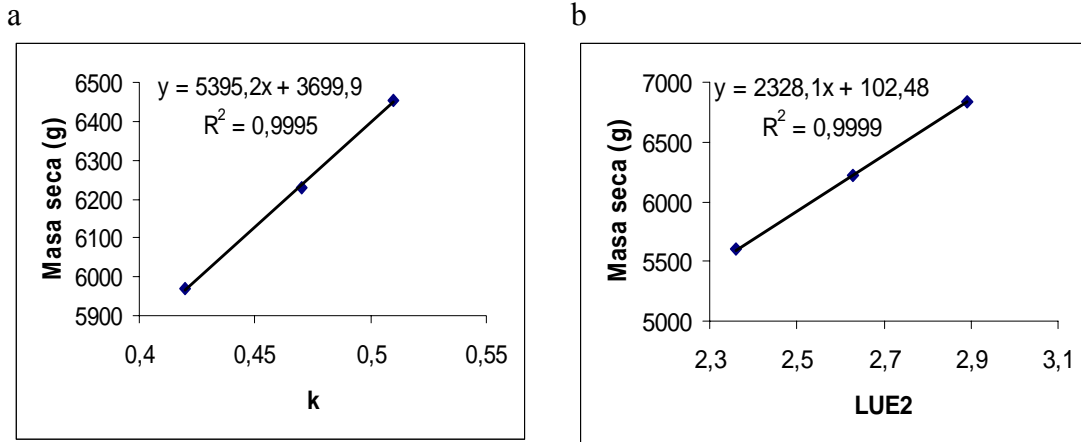 a
y = 5395,2x + 3699,9
R² = 0,9995
6500
6400
6300
6200
6100
6000
5900
Masa seca (g)
0,4 0,45 0,5 0,55
k
b
y = 2328,1x + 102,48
R² = 0,9999
7000
6500
6000
5500
5000
Masa seca (g)
2,3 2,5 2,7 2,9 3,1
LUE2